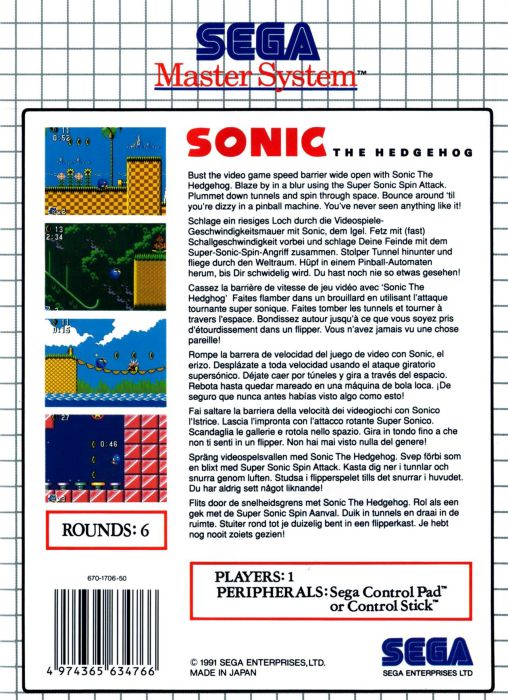 SEGA
Master System™
SONIC THE HEDGEHOG
Bust the video game speed barrier wide open with Sonic The
Hedgehog. Blaze by in a blur using the Super Sonic Spin Attack.
Plummet down tunnels and spin through space. Bounce around 'til
you're dizzy in a pinball machine. You've never seen anything like it!
Schlage ein riesiges Loch durch die Videospiele-
Geschwindigkeitsmauer mit Sonic, dem Igel. Fetz mit (fast)
Schallgeschwindigkeit vorbei und schlage Deine Feinde mit dem
Super-Sonic-Spin-Angriff zusammen. Stolper Tunnel hinunter und
fliege durch den Weltraum. Hüpf in einem Pinball-Automaten
herum, bis Dir schwidelig wird. Du hast noch nie so etwas gesehen!
Cassez la barrière de vitesse de jeu vidéo avec 'Sonic The
Hedghog' Faites flamber dans un brouillard en utilisant l'attaque
tournante super sonique. Faites tomber les tunnels et tourner à
travers l'espace. Bondissez autour jusqu'à ce que vous soyez pris
d'étourdissement dans un flipper. Vous n'avez jamais vu une chose
pareille!
Rompe la barrera de velocidad del juego de video con Sonic, el
erizo. Desplázate a toda velocidad usando el ataque giratorio
supersónico. Déjate caer por túneles y gira a través del espacio.
Rebota hasta quedar mareado en una máquina de bola loca. ¡De
seguro que nunca antes habías visto algo como esto!
Fai saltare la barriera della velocità dei videogiochi con Sonico
l'Istrice. Lascia l'impronta con l'attacco rotante Super Sonico.
Scandaglia le gallerie e rotola nello spazio. Gira in tondo fino a che
non ti senti in un flipper. Non hai mai visto nulla del genere!
Spräng videospelsvallen med Sonic The Hedgehog. Svep förbi som
en blixt med Super Sonic Spin Attack. Kasta dig ner i tunnlar och
snurra genom luften. Studsa i flipperspelet tills det snurrar i huvudet.
Du har aldrig sett något liknande!
Flits door de snelheidsgrens met Sonic The Hedgehog. Rol als een
gek met de Super Sonic Spin Aanval. Duik in tunnels en draai in de
ruimte. Stuiter rond tot je duizelig bent in een flipperkast. Je hebt
nog nooit zoiets gezien!
11
0:52
13
2:34
11
0:15
27
0:46
ROUNDS: 6
PLAYERS: 1
PERIPHERALS: Sega Control Pad™
or Control Stick™
670-1706-50
4 974365 634766
© 1991 SEGA ENTERPRISES, LTD.
MADE IN JAPAN
SEGA
SEGA ENTERPRISES LTD